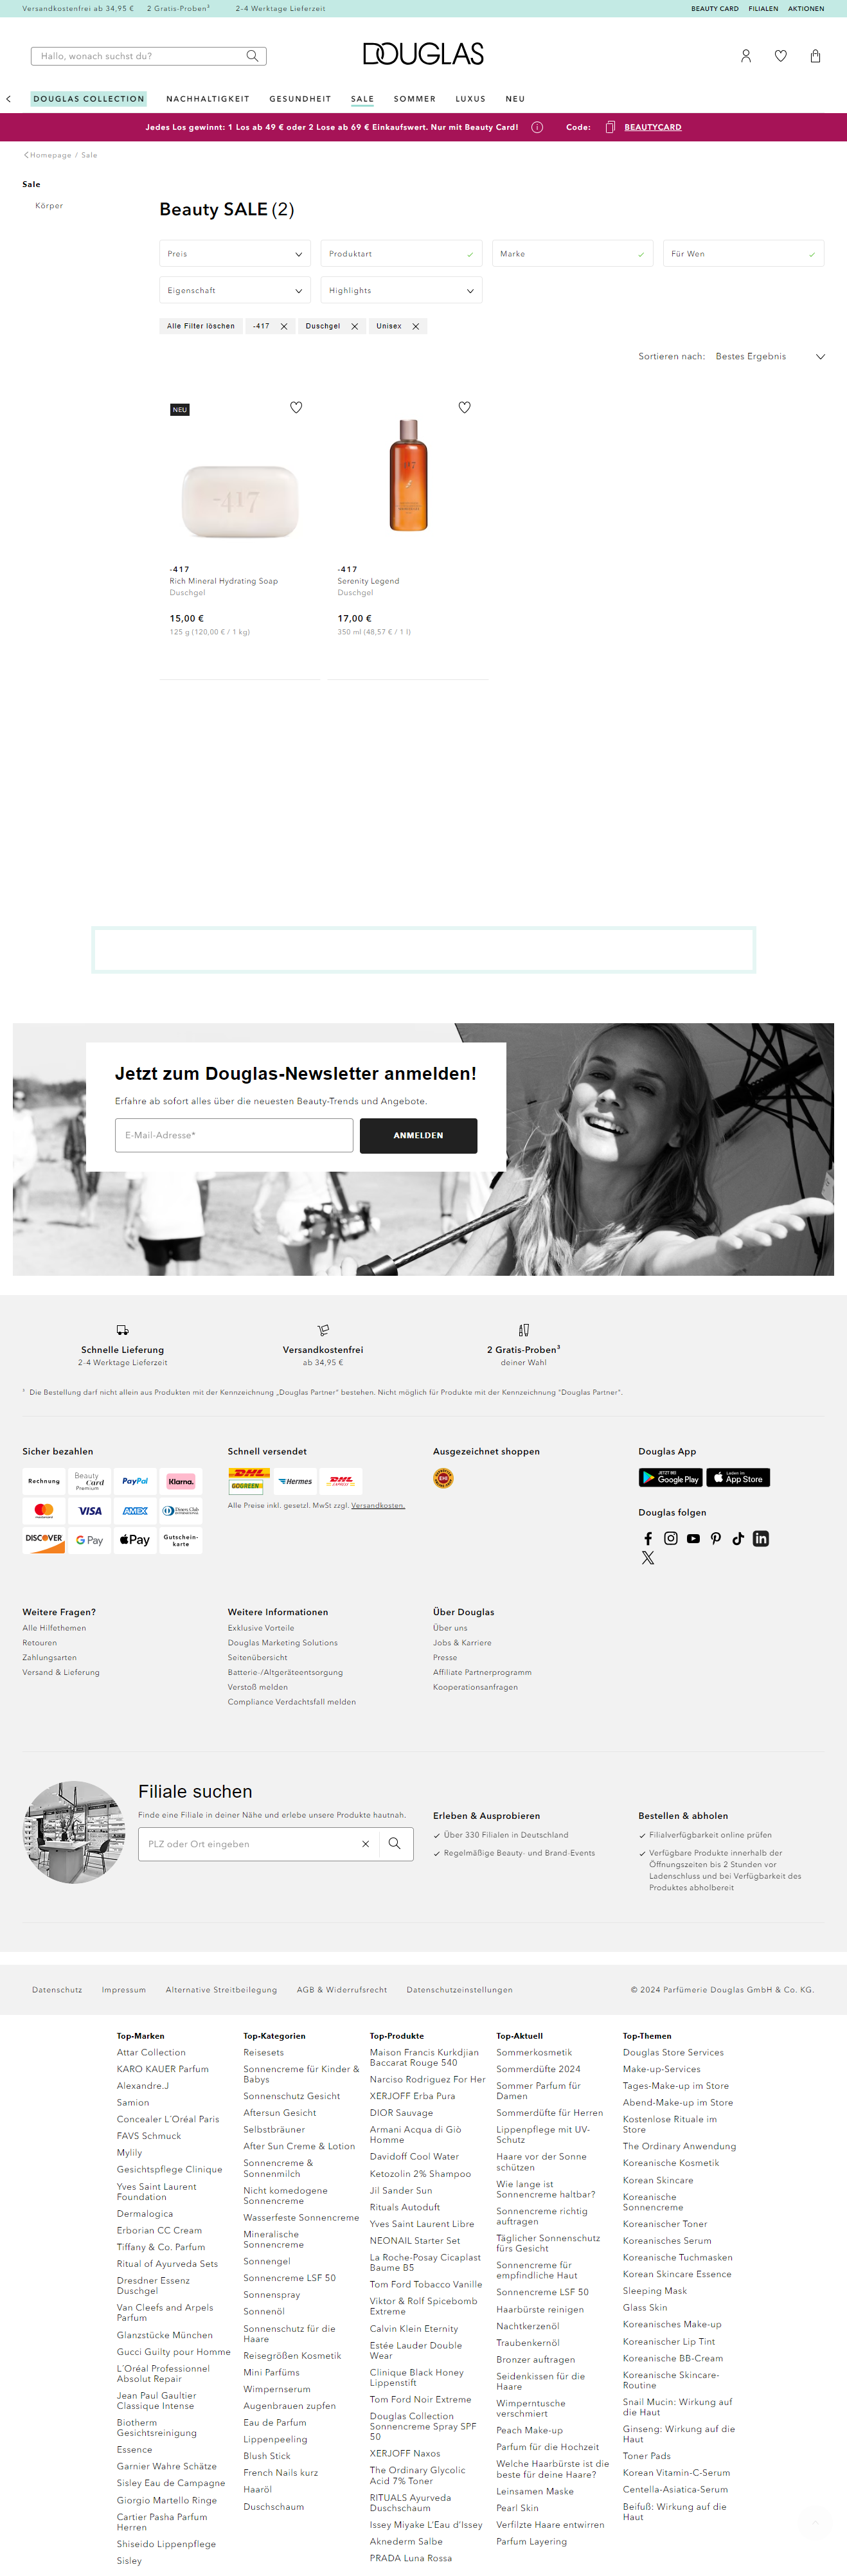 Versandkostenfrei ab 34,95 € 2 Gratis-Proben³ 2-4 Werktage Lieferzeit BEAUTY CARD FILIALEN AKTIONEN
Hallo, wonach suchst du? DOUGLAS
DOUGLAS COLLECTION NACHHALTIGKEIT GESUNDHEIT SALE SOMMER LUXUS NEU
Jedes Los gewinnt: 1 Los ab 49 € oder 2 Lose ab 69 € Einkaufswert. Nur mit Beauty Card! Code: BEAUTYCARD
Homepage / Sale
Sale
Körper
Beauty SALE (2)
Preis Produktart Marke Für Wen
Eigenschaft Highlights
Alle Filter löschen -417 Duschgel Unisex
Sortieren nach: Bestes Ergebnis
NEU
-417
-417
-417 -417
Rich Mineral Hydrating Soap Serenity Legend
Duschgel Duschgel
15,00 € 17,00 €
125 g (120,00 € / 1 kg) 350 ml (48,57 € / 1 l)
Jetzt zum Douglas-Newsletter anmelden!
Erfahre ab sofort alles über die neuesten Beauty-Trends und Angebote.
E-Mail-Adresse* ANMELDEN
Schnelle Lieferung Versandkostenfrei 2 Gratis-Proben³
2-4 Werktage Lieferzeit ab 34,95 € deiner Wahl
³ Die Bestellung darf nicht allein aus Produkten mit der Kennzeichnung „Douglas Partner" bestehen. Nicht möglich für Produkte mit der Kennzeichnung "Douglas Partner".
Sicher bezahlen Schnell versendet Ausgezeichnet shoppen Douglas App
Rechnung Beauty Card Premium PayPal Klarna.
VISA AMEX Diners Club
DISCOVER G Pay Pay Gutschein-karte
DHL GOGREEN Hermes DHL EXPRESS
Alle Preise inkl. gesetzl. MwSt zzgl. Versandkosten.
EHI
JETZT BEI Google Play Laden im App Store
Douglas folgen
Weitere Fragen?
Alle Hilfethemen
Retouren
Zahlungsarten
Versand & Lieferung
Weitere Informationen
Exklusive Vorteile
Douglas Marketing Solutions
Seitenübersicht
Batterie-/Altgeräteentsorgung
Verstoß melden
Compliance Verdachtsfall melden
Über Douglas
Über uns
Jobs & Karriere
Presse
Affiliate Partnerprogramm
Kooperationsanfragen
Filiale suchen
Finde eine Filiale in deiner Nähe und erlebe unsere Produkte hautnah.
PLZ oder Ort eingeben
Erleben & Ausprobieren
Über 330 Filialen in Deutschland
Regelmäßige Beauty- und Brand-Events
Bestellen & abholen
Filialverfügbarkeit online prüfen
Verfügbare Produkte innerhalb der
Öffnungszeiten bis 2 Stunden vor
Ladenschluss und bei Verfügbarkeit des
Produktes abholbereit
Datenschutz Impressum Alternative Streitbeilegung AGB & Widerrufsrecht Datenschutzeinstellungen © 2024 Parfümerie Douglas GmbH & Co. KG.
Top-Marken
Attar Collection
KARO KAUER Parfum
Alexandre.J
Samion
Concealer L'Oréal Paris
FAVS Schmuck
Mylily
Gesichtspflege Clinique
Yves Saint Laurent
Foundation
Dermalogica
Erborian CC Cream
Tiffany & Co. Parfum
Ritual of Ayurveda Sets
Dresdner Essenz
Duschgel
Van Cleefs and Arpels
Parfum
Glanzstücke München
Gucci Guilty pour Homme
L'Oréal Professionnel
Absolut Repair
Jean Paul Gaultier
Classique Intense
Biotherm
Gesichtsreinigung
Essence
Garnier Wahre Schätze
Sisley Eau de Campagne
Giorgio Martello Ringe
Cartier Pasha Parfum
Herren
Shiseido Lippenpflege
Sisley
Top-Kategorien
Reisesets
Sonnencreme für Kinder &
Babys
Sonnenschutz Gesicht
Aftersun Gesicht
Selbstbräuner
After Sun Creme & Lotion
Sonnencreme &
Sonnenmilch
Nicht komedogene
Sonnencreme
Wasserfeste Sonnencreme
Mineralische
Sonnencreme
Sonnengel
Sonnencreme LSF 50
Sonnenspray
Sonnenöl
Sonnenschutz für die
Haare
Reisegrößen Kosmetik
Mini Parfüms
Wimpernserum
Augenbrauen zupfen
Eau de Parfum
Lippenpeeling
Blush Stick
French Nails kurz
Haaröl
Duschschaum
Top-Produkte
Maison Francis Kurkdjian
Baccarat Rouge 540
Narciso Rodriguez For Her
XERJOFF Erba Pura
DIOR Sauvage
Armani Acqua di Giò
Homme
Davidoff Cool Water
Ketozolin 2% Shampoo
Jil Sander Sun
Rituals Autoduft
Yves Saint Laurent Libre
NEONAIL Starter Set
La Roche-Posay Cicaplast
Baume B5
Tom Ford Tobacco Vanille
Viktor & Rolf Spicebomb
Extreme
Calvin Klein Eternity
Estée Lauder Double
Wear
Clinique Black Honey
Lippenstift
Tom Ford Noir Extreme
Douglas Collection
Sonnencreme Spray SPF
50
XERJOFF Naxos
The Ordinary Glycolic
Acid 7% Toner
RITUALS Ayurveda
Duschschaum
Issey Miyake L'Eau d'Issey
Aknederm Salbe
PRADA Luna Rossa
Top-Aktuell
Sommerkosmetik
Sommerdüfte 2024
Sommer Parfum für
Damen
Sommerdüfte für Herren
Lippenpflege mit UV-
Schutz
Haare vor der Sonne
schützen
Wie lange ist
Sonnencreme haltbar?
Sonnencreme richtig
auftragen
Täglicher Sonnenschutz
fürs Gesicht
Sonnencreme für
empfindliche Haut
Sonnencreme LSF 50
Haarbürste reinigen
Nachtkerzenöl
Traubenkernöl
Bronzer auftragen
Seidenkissen für die
Haare
Wimperntusche
verschmiert
Peach Make-up
Parfum für die Hochzeit
Welche Haarbürste ist die
beste für deine Haare?
Leinsamen Maske
Pearl Skin
Verfilzte Haare entwirren
Parfum Layering
Top-Themen
Douglas Store Services
Make-up-Services
Tages-Make-up im Store
Abend-Make-up im Store
Kostenlose Rituale im
Store
The Ordinary Anwendung
Koreanische Kosmetik
Korean Skincare
Koreanische
Sonnencreme
Koreanischer Toner
Koreanisches Serum
Koreanische Tuchmasken
Korean Skincare Essence
Sleeping Mask
Glass Skin
Koreanisches Make-up
Koreanischer Lip Tint
Koreanische BB-Cream
Koreanische Skincare-
Routine
Snail Mucin: Wirkung auf
die Haut
Ginseng: Wirkung auf die
Haut
Toner Pads
Korean Vitamin-C-Serum
Centella-Asiatica-Serum
Beifuß: Wirkung auf die
Haut